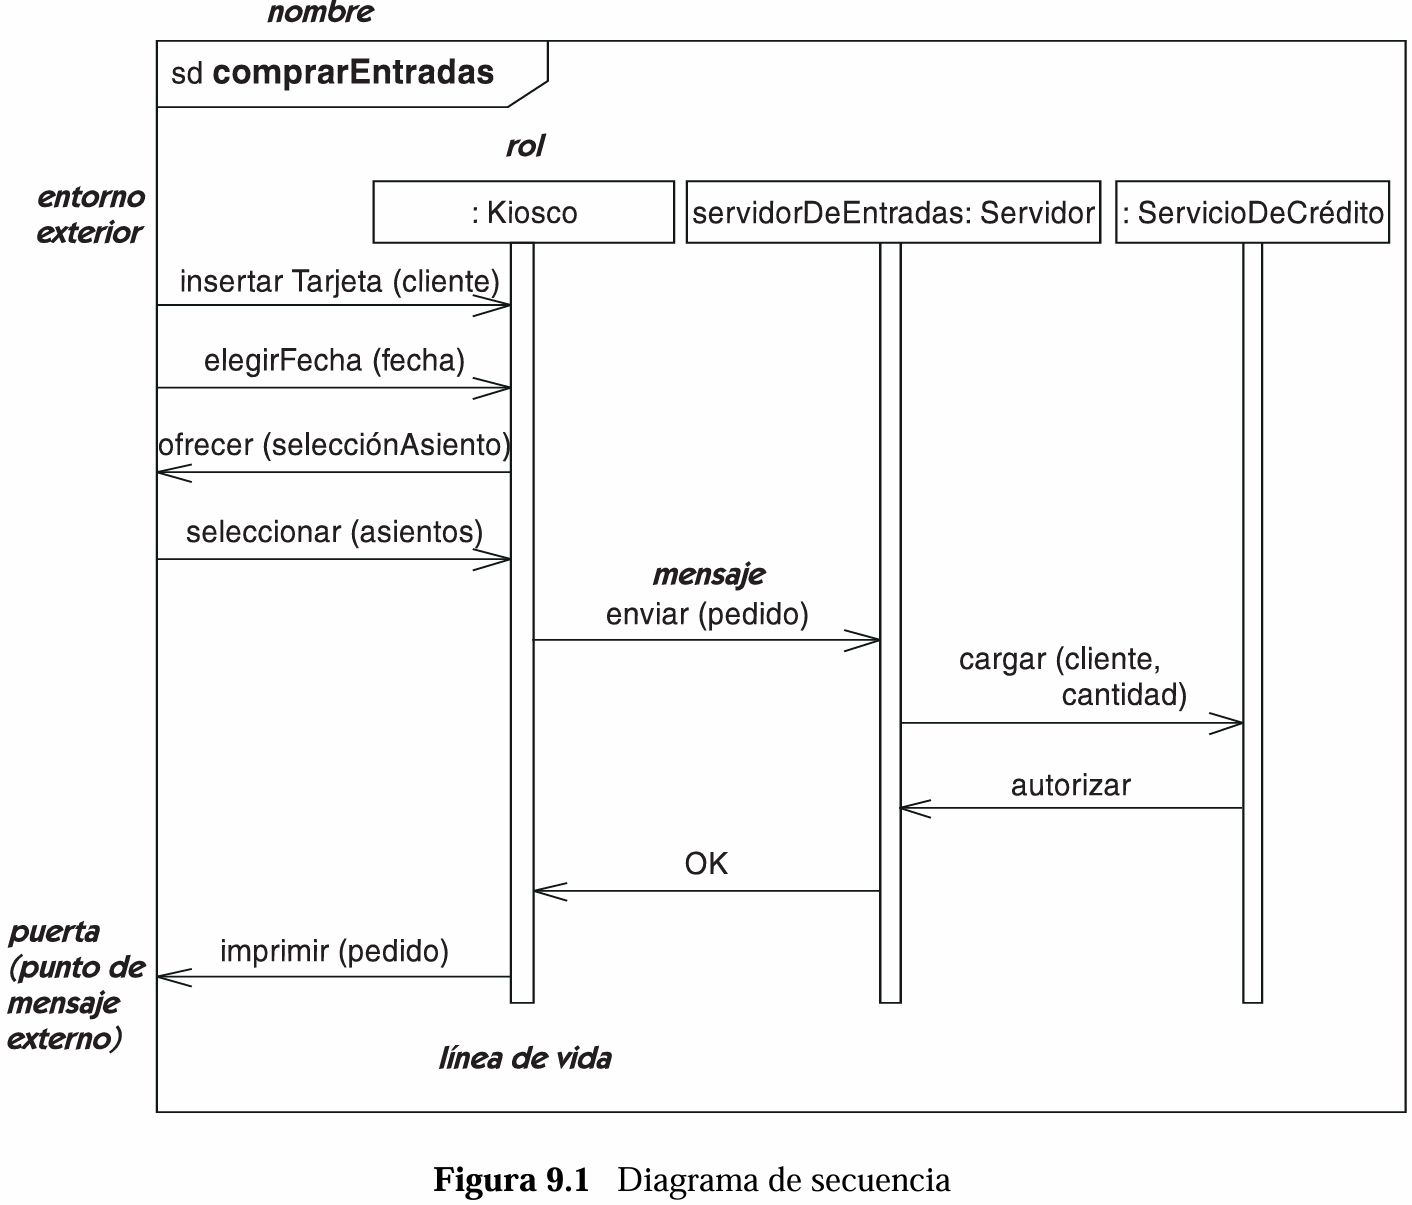 nombre
sd comprarEntradas
rol
entorno
exterior
: Kiosco
servidorDeEntradas: Servidor
: ServicioDeCrédito
insertar Tarjeta (cliente)
elegirFecha (fecha)
ofrecer (selecciónAsiento)
seleccionar (asientos)
mensaje
enviar (pedido)
cargar (cliente,
cantidad)
autorizar
OK
puerta
(punto de
mensaje
externo)
imprimir (pedido)
línea de vida
Figura 9.1 Diagrama de secuencia